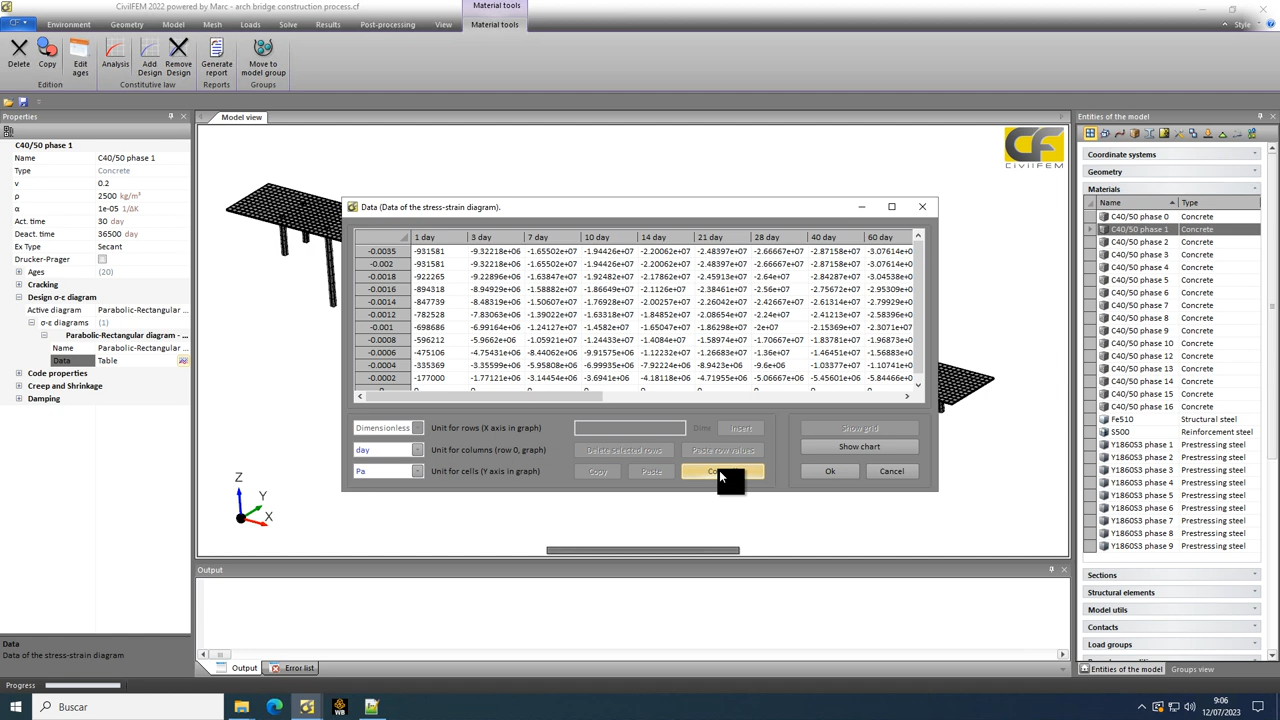 CivilFEM 2022 powered by Marc - arch bridge construction process.cf
Material tools
CF
Environment Geometry Model Mesh Loads Solve Results Post-processing View Material tools
Style
Delete Copy Edit ages Analysis Add Design Remove Design Generate report Move to model group
Edition Constitutive law Reports Groups
Properties
Model view
Entities of the model
C40/50 phase 1
Name C40/50 phase 1
Type Concrete
ν 0.2
ρ 2500 kg/m³
α 1e-05 1/ΔK
Act. time 30 day
Deact. time 36500 day
Ex Type Secant
Drucker-Prager
Ages (20)
Cracking
Design σ-ε diagram
Active diagram Parabolic-Rectangular ...
σ-ε diagrams (1)
Parabolic-Rectangular diagram - ...
Name Parabolic-Rectangular ...
Data Table
Code properties
Creep and Shrinkage
Damping
CIVILFEM
Data (Data of the stress-strain diagram).
1 day 3 day 7 day 10 day 14 day 21 day 28 day 40 day 60 day
-0.0035 -931581 -9.32218e+06 -1.65502e+07 -1.94426e+07 -2.20062e+07 -2.48397e+07 -2.66667e+07 -2.87158e+07 -3.07614e+0
-0.002 -931581 -9.32218e+06 -1.65502e+07 -1.94426e+07 -2.20062e+07 -2.48397e+07 -2.66667e+07 -2.87158e+07 -3.07614e+0
-0.0018 -922265 -9.22896e+06 -1.63847e+07 -1.92482e+07 -2.17862e+07 -2.45913e+07 -2.64e+07 -2.84287e+07 -3.04538e+0
-0.0016 -894318 -8.94929e+06 -1.58882e+07 -1.86649e+07 -2.1126e+07 -2.38461e+07 -2.56e+07 -2.75672e+07 -2.95309e+0
-0.0014 -847739 -8.48319e+06 -1.50607e+07 -1.76928e+07 -2.00257e+07 -2.26042e+07 -2.42667e+07 -2.61314e+07 -2.79929e+0
-0.0012 -782528 -7.83063e+06 -1.39022e+07 -1.63318e+07 -1.84852e+07 -2.08654e+07 -2.24e+07 -2.41213e+07 -2.58396e+0
-0.001 -698686 -6.99164e+06 -1.24127e+07 -1.4582e+07 -1.65047e+07 -1.86298e+07 -2e+07 -2.15369e+07 -2.3071e+07
-0.0008 -596212 -5.9662e+06 -1.05921e+07 -1.24433e+07 -1.4084e+07 -1.58974e+07 -1.70667e+07 -1.83781e+07 -1.96873e+07
-0.0006 -475106 -4.75431e+06 -8.44062e+06 -9.91575e+06 -1.12232e+07 -1.26683e+07 -1.36e+07 -1.46451e+07 -1.56883e+07
-0.0004 -335369 -3.35599e+06 -5.95808e+06 -6.99935e+06 -7.92224e+06 -8.9423e+06 -9.6e+06 -1.03377e+07 -1.10741e+07
-0.0002 -177000 -1.77121e+06 -3.14454e+06 -3.6941e+06 -4.18118e+06 -4.71955e+06 -5.06667e+06 -5.45601e+06 -5.84466e+06
Dimensionless Unit for rows (X axis in graph) Dime Insert Show grid
day Unit for columns (row 0, graph) Delete selected rows Paste row values Show chart
Pa Unit for cells (Y axis in graph) Copy Paste Ok Cancel
Z
Y
X
Coordinate systems
Geometry
Materials
Name Type
C40/50 phase 0 Concrete
C40/50 phase 1 Concrete
C40/50 phase 2 Concrete
C40/50 phase 3 Concrete
C40/50 phase 4 Concrete
C40/50 phase 5 Concrete
C40/50 phase 6 Concrete
C40/50 phase 7 Concrete
C40/50 phase 8 Concrete
C40/50 phase 9 Concrete
C40/50 phase 10 Concrete
C40/50 phase 12 Concrete
C40/50 phase 13 Concrete
C40/50 phase 14 Concrete
C40/50 phase 15 Concrete
C40/50 phase 16 Concrete
Fe510 Structural steel
S500 Reinforcement steel
Y1860S3 phase 1 Prestressing steel
Y1860S3 phase 2 Prestressing steel
Y1860S3 phase 3 Prestressing steel
Y1860S3 phase 4 Prestressing steel
Y1860S3 phase 5 Prestressing steel
Y1860S3 phase 6 Prestressing steel
Y1860S3 phase 7 Prestressing steel
Y1860S3 phase 8 Prestressing steel
Y1860S3 phase 9 Prestressing steel
Sections
Structural elements
Model utils
Contacts
Load groups
Entities of the model Groups view
Output
Output Error list
Data
Data of the stress-strain diagram
Progress
Buscar
WB
9:06
12/07/2023